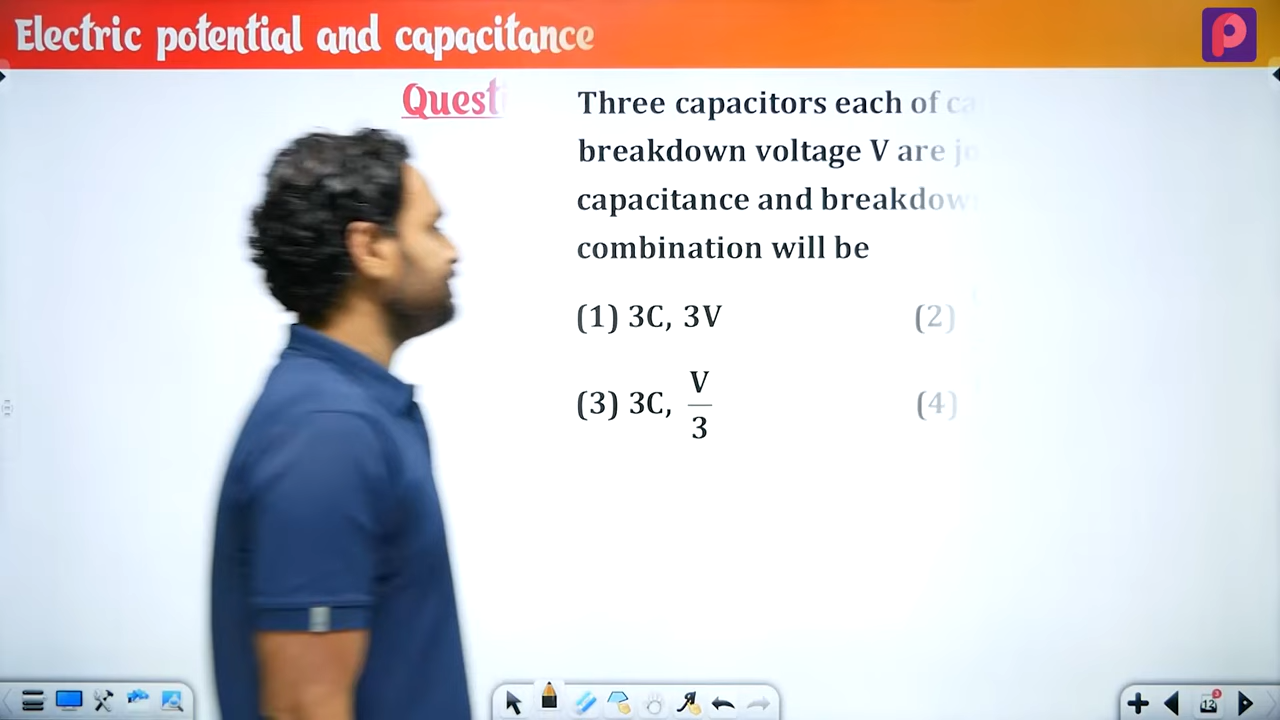 Electric potential and capacitance
Quest
Three capacitors each of
breakdown voltage V are
capacitance and breakdow
combination will be
(1) 3C, 3V
(2)
(3) 3C, V/3
(4)
12